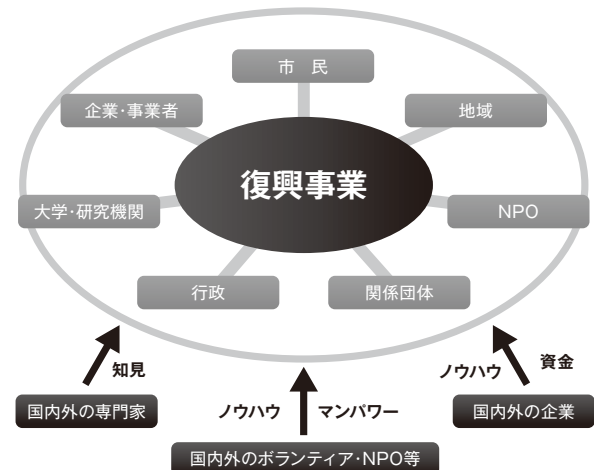 市 民
企業・事業者
地域
復興事業
大学・研究機関
NPO
行政
関係団体
知見
ノウハウ
資金
国内外の専門家
ノウハウ
マンパワー
国内外の企業
国内外のボランティア・NPO等